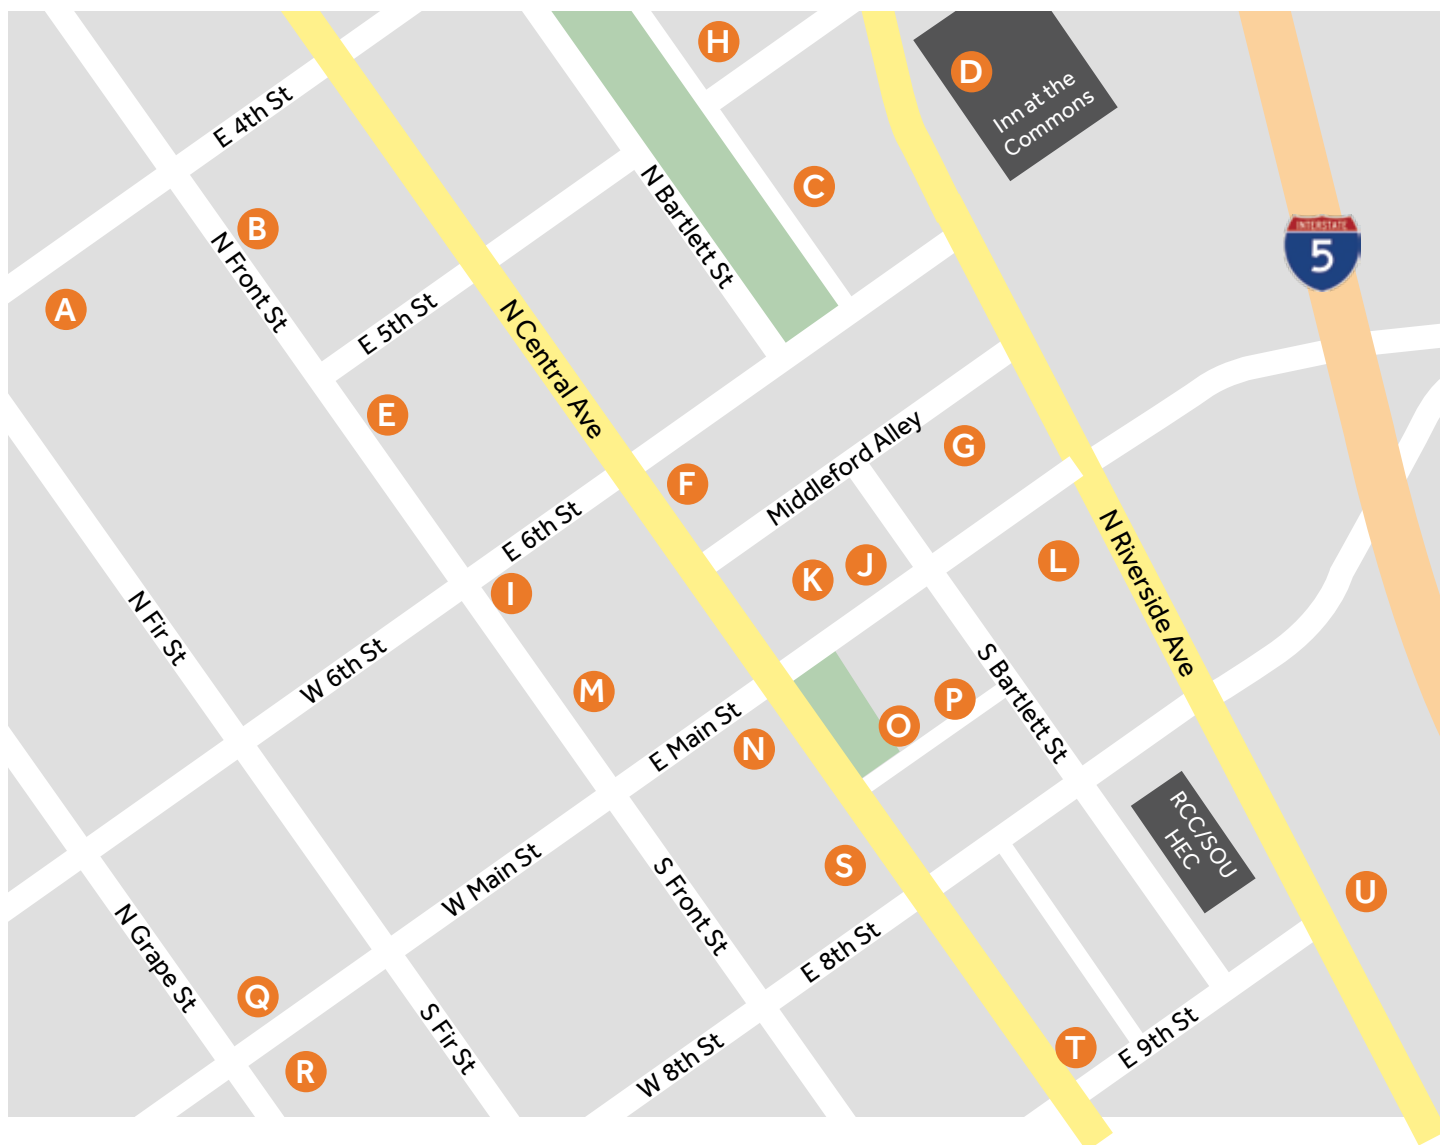 H
D
Inn at the
Commons
E 4th St
N Bartlett St
C
B
N Front St
INTERSTATE
5
A
E 5th St
N Central Ave
E
Middleford Alley
G
F
E 6th St
I
K
J
L
N Riverside Ave
N Fir St
W 6th St
M
S Bartlett St
P
O
E Main St
N
RCC/SOU
HEC
S
U
W Main St
S Front St
E 8th St
N Grape St
Q
S Fir St
R
W 8th St
T
E 9th St